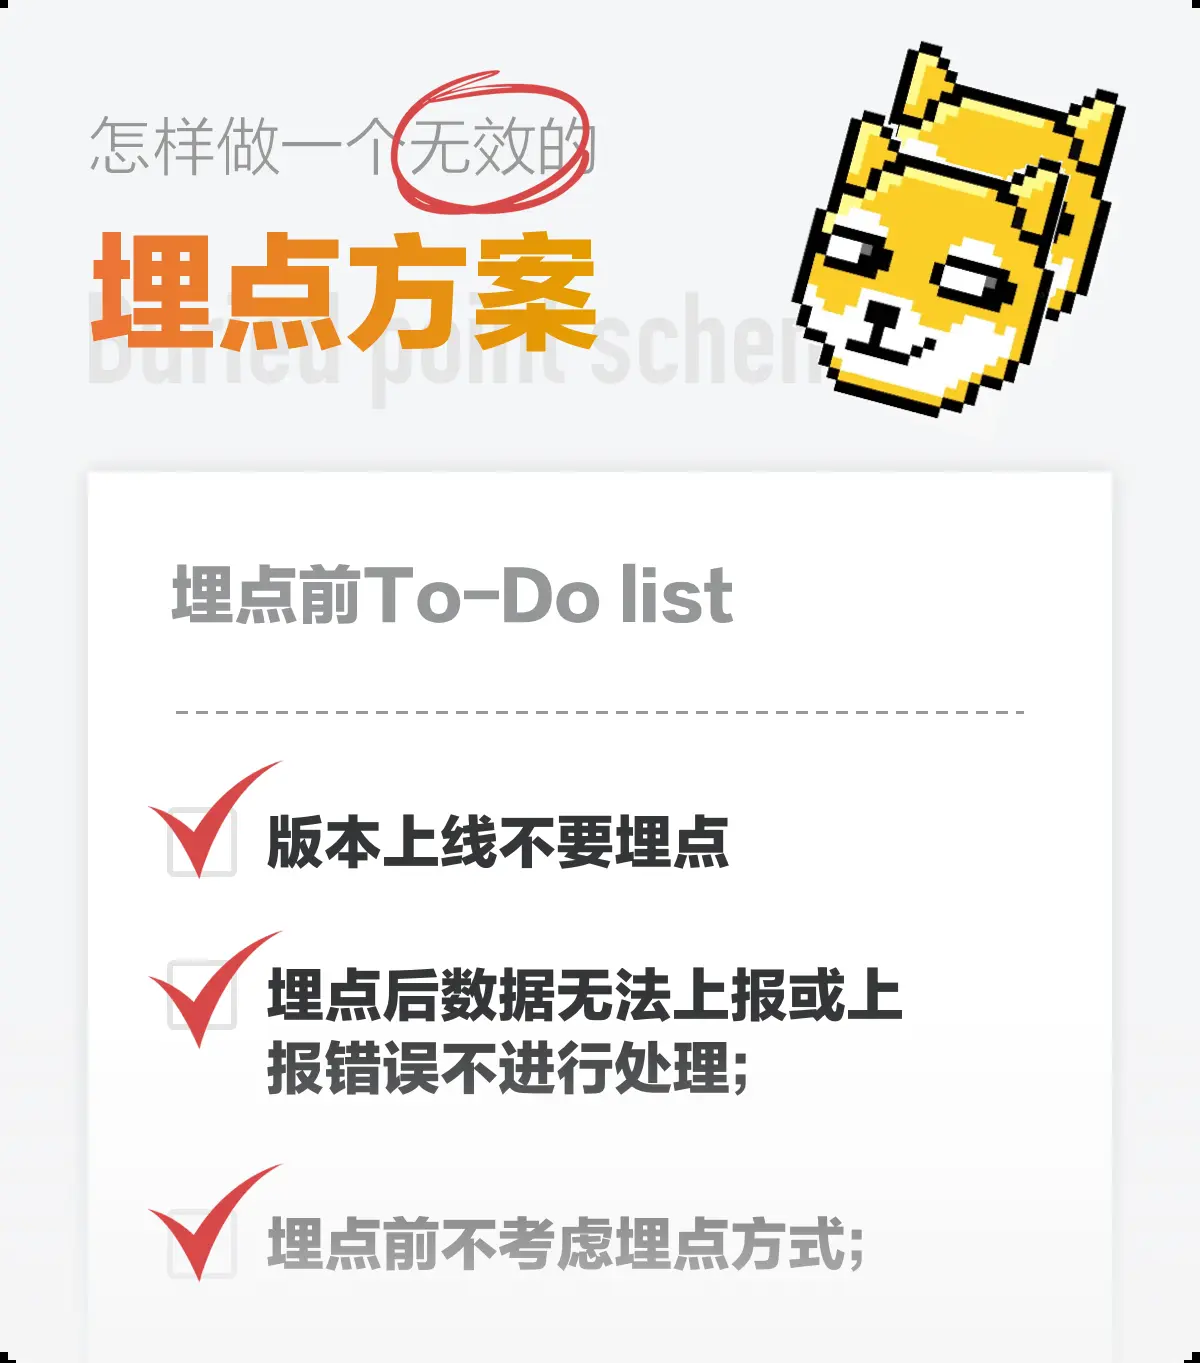 怎样做一个无效的
埋点方案
Buried point schem
埋点前To-Do list
版本上线不要埋点
埋点后数据无法上报或上
报错误不进行处理;
埋点前不考虑埋点方式;